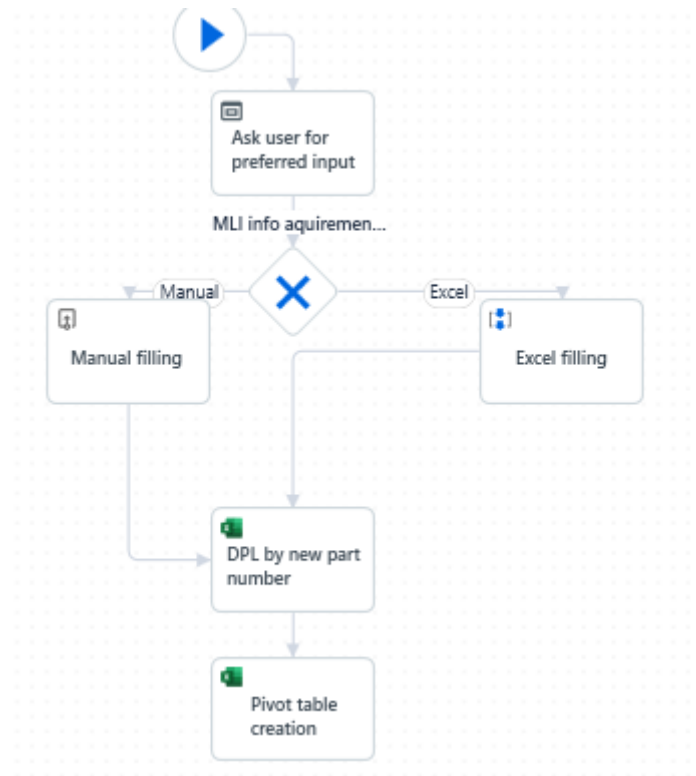 Ask user for
preferred input
MLI info aquiremen...
Manual
Excel
Manual filling
Excel filling
DPL by new part
number
Pivot table
creation